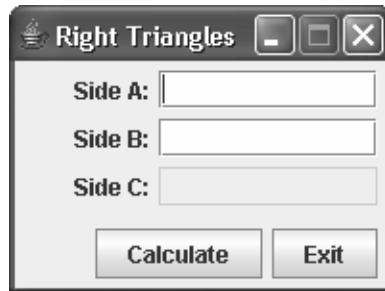 Right Triangles
Side A:
Side B:
Side C:
Calculate Exit